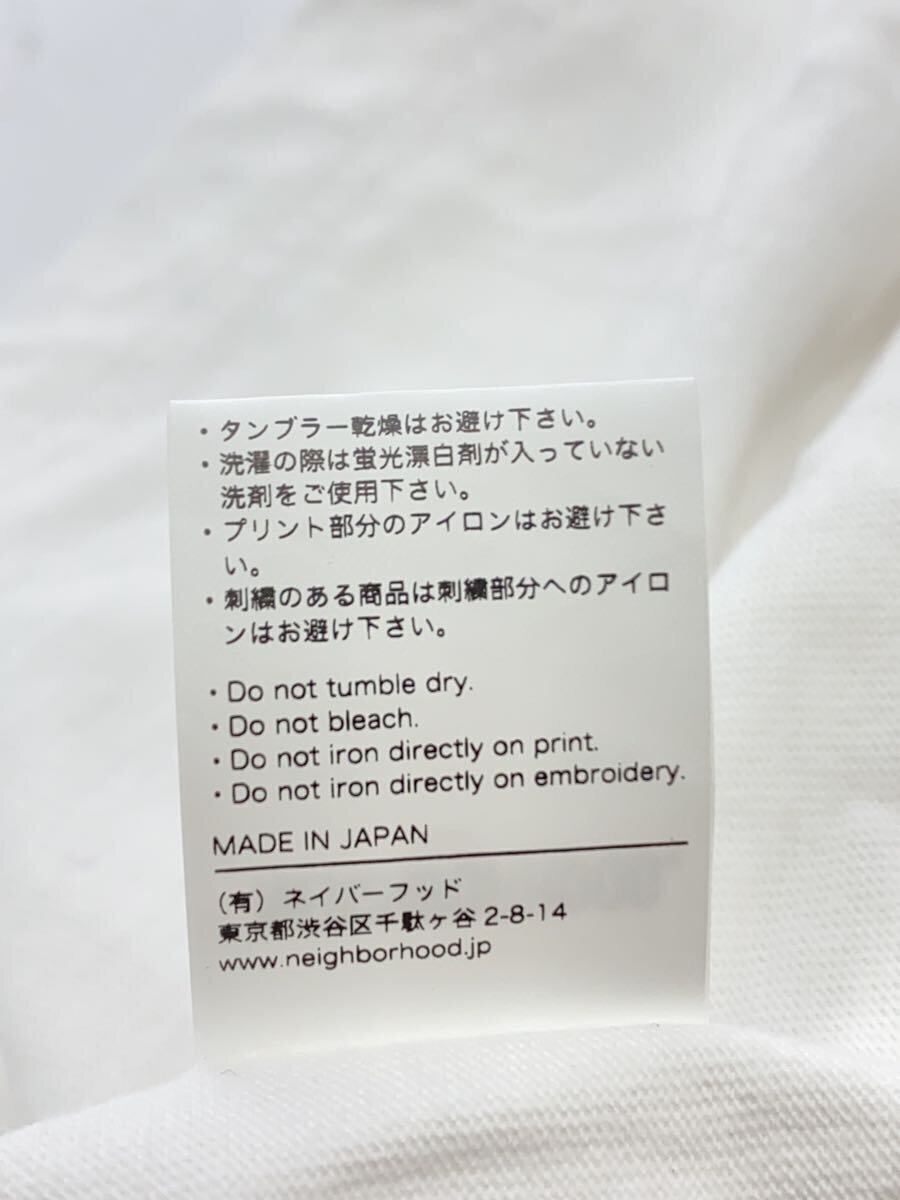 ・タンブラー乾燥はお避け下さい。
・洗濯の際は蛍光漂白剤が入っていない
洗剤をご使用下さい。
・プリント部分のアイロンはお避け下さ
い。
・刺繍のある商品は刺繍部分へのアイロ
ンはお避け下さい。
・Do not tumble dry.
・Do not bleach.
・Do not iron directly on print.
・Do not iron directly on embroidery.
MADE IN JAPAN
（有）ネイバーフッド
東京都渋谷区千駄ヶ谷 2-8-14
www.neighborhood.jp